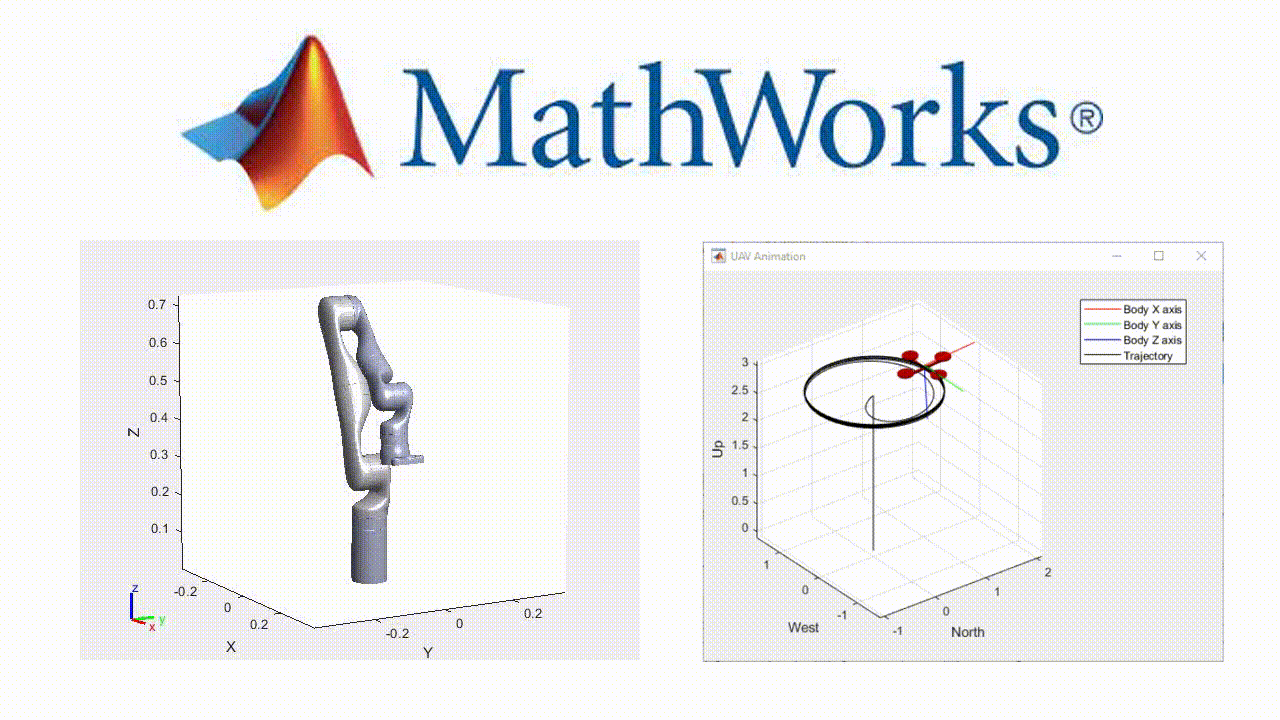 MathWorks®
0.7
0.6
0.5
0.4
0.3
0.2
0.1
Z
-0.2
0
0.2
X
-0.2
0
0.2
Y
z
y
x
UAV Animation
Body X axis
Body Y axis
Body Z axis
Trajectory
3
2.5
2
1.5
1
0.5
0
Up
1
0
-1
West
-1
0
1
2
North